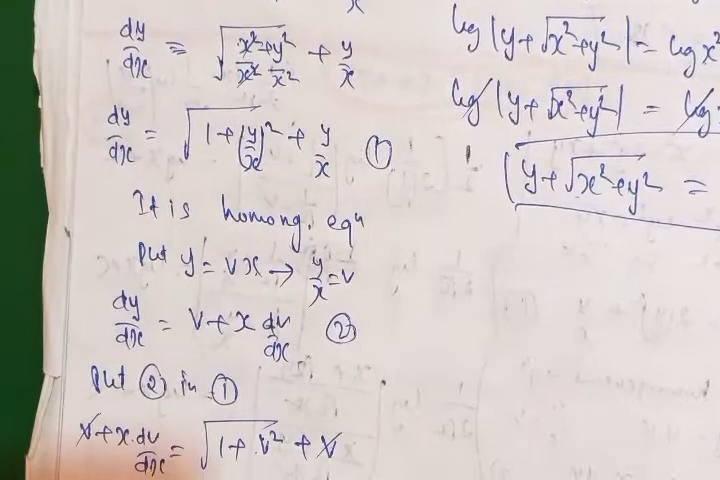 dy/dx = √(x²+y²/x² x²) + y/x
dy/dx = √(1+(y/x)²) + y/x ①
It is homog. eqⁿ
Put y = vx → y/x = v
dy/dx = v + x dv/dx ②
Put ② in ①
v + x.dv/dx = √(1+v²) + v
log |y+√(x²+y²)| = log x²
log |y+√(x²+y²)| = log
y+√(x²+y²) =